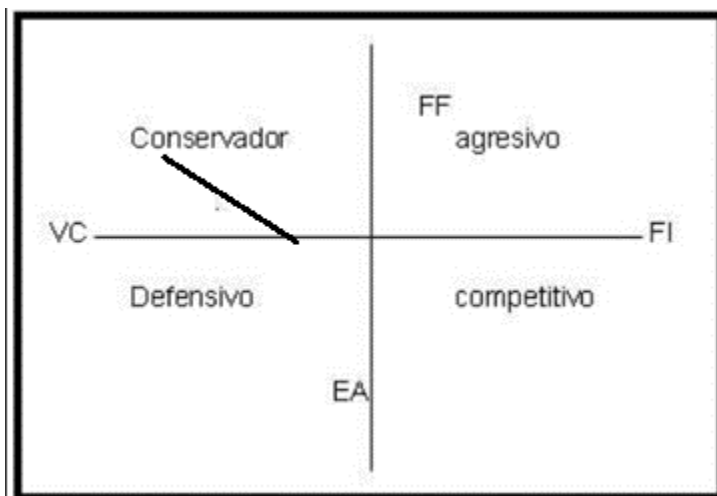 FF
Conservador
agresivo
VC
FI
Defensivo
competitivo
EA